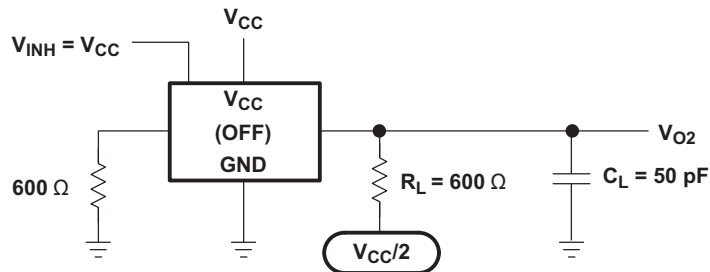 V_CC
V_INH = V_CC
V_CC
(OFF)
GND
V_O2
600 Ω
R_L = 600 Ω
C_L = 50 pF
V_CC/2